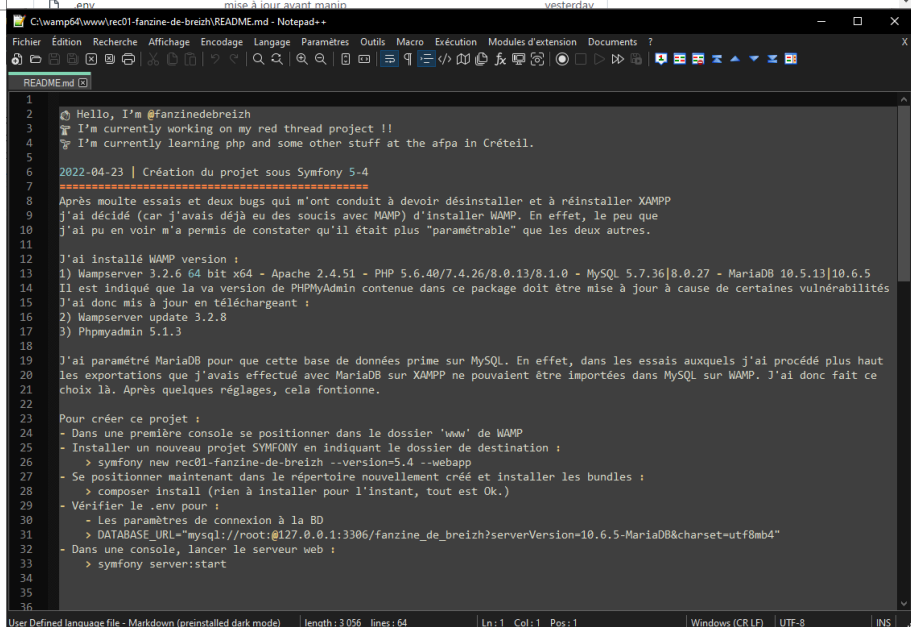 .env mise à jour avant manip yesterday
C:\wamp64\www\rec01-fanzine-de-breizh\README.md - Notepad++
Fichier Édition Recherche Affichage Encodage Langage Paramètres Outils Macro Exécution Modules d'extension Documents ? X
README.md
1
2 Hello, I'm @fanzinedebreizh
3 I'm currently working on my red thread project !!
4 I'm currently learning php and some other stuff at the afpa in Créteil.
5
6 2022-04-23 | Création du projet sous Symfony 5-4
7 ================================================
8 Après moulte essais et deux bugs qui m'ont conduit à devoir désinstaller et à réinstaller XAMPP
9 j'ai décidé (car j'avais déjà eu des soucis avec MAMP) d'installer WAMP. En effet, le peu que
10 j'ai pu en voir m'a permis de constater qu'il était plus "paramétrable" que les deux autres.
11
12 J'ai installé WAMP version :
13 1) Wampserver 3.2.6 64 bit x64 - Apache 2.4.51 - PHP 5.6.40/7.4.26/8.0.13/8.1.0 - MySQL 5.7.36|8.0.27 - MariaDB 10.5.13|10.6.5
14 Il est indiqué que la va version de PHPMyAdmin contenue dans ce package doit être mise à jour à cause de certaines vulnérabilités
15 J'ai donc mis à jour en téléchargeant :
16 2) Wampserver update 3.2.8
17 3) Phpmyadmin 5.1.3
18
19 J'ai paramétré MariaDB pour que cette base de données prime sur MySQL. En effet, dans les essais auxquels j'ai procédé plus haut
20 les exportations que j'avais effectué avec MariaDB sur XAMPP ne pouvaient être importées dans MySQL sur WAMP. J'ai donc fait ce
21 choix là. Après quelques réglages, cela fontionne.
22
23 Pour créer ce projet :
24 - Dans une première console se positionner dans le dossier 'www' de WAMP
25 - Installer un nouveau projet SYMFONY en indiquant le dossier de destination :
26 > symfony new rec01-fanzine-de-breizh --version=5.4 --webapp
27 - Se positionner maintenant dans le répertoire nouvellement créé et installer les bundles :
28 > composer install (rien à installer pour l'instant, tout est Ok.)
29 - Vérifier le .env pour :
30 - Les paramètres de connexion à la BD
31 > DATABASE_URL="mysql://root:@127.0.0.1:3306/fanzine_de_breizh?serverVersion=10.6.5-MariaDB&charset=utf8mb4"
32 - Dans une console, lancer le serveur web :
33 > symfony server:start
34
35
36
User Defined language file - Markdown (preinstalled dark mode) length : 3 056 lines : 64 Ln : 1 Col : 1 Pos : 1 Windows (CR LF) UTF-8 INS